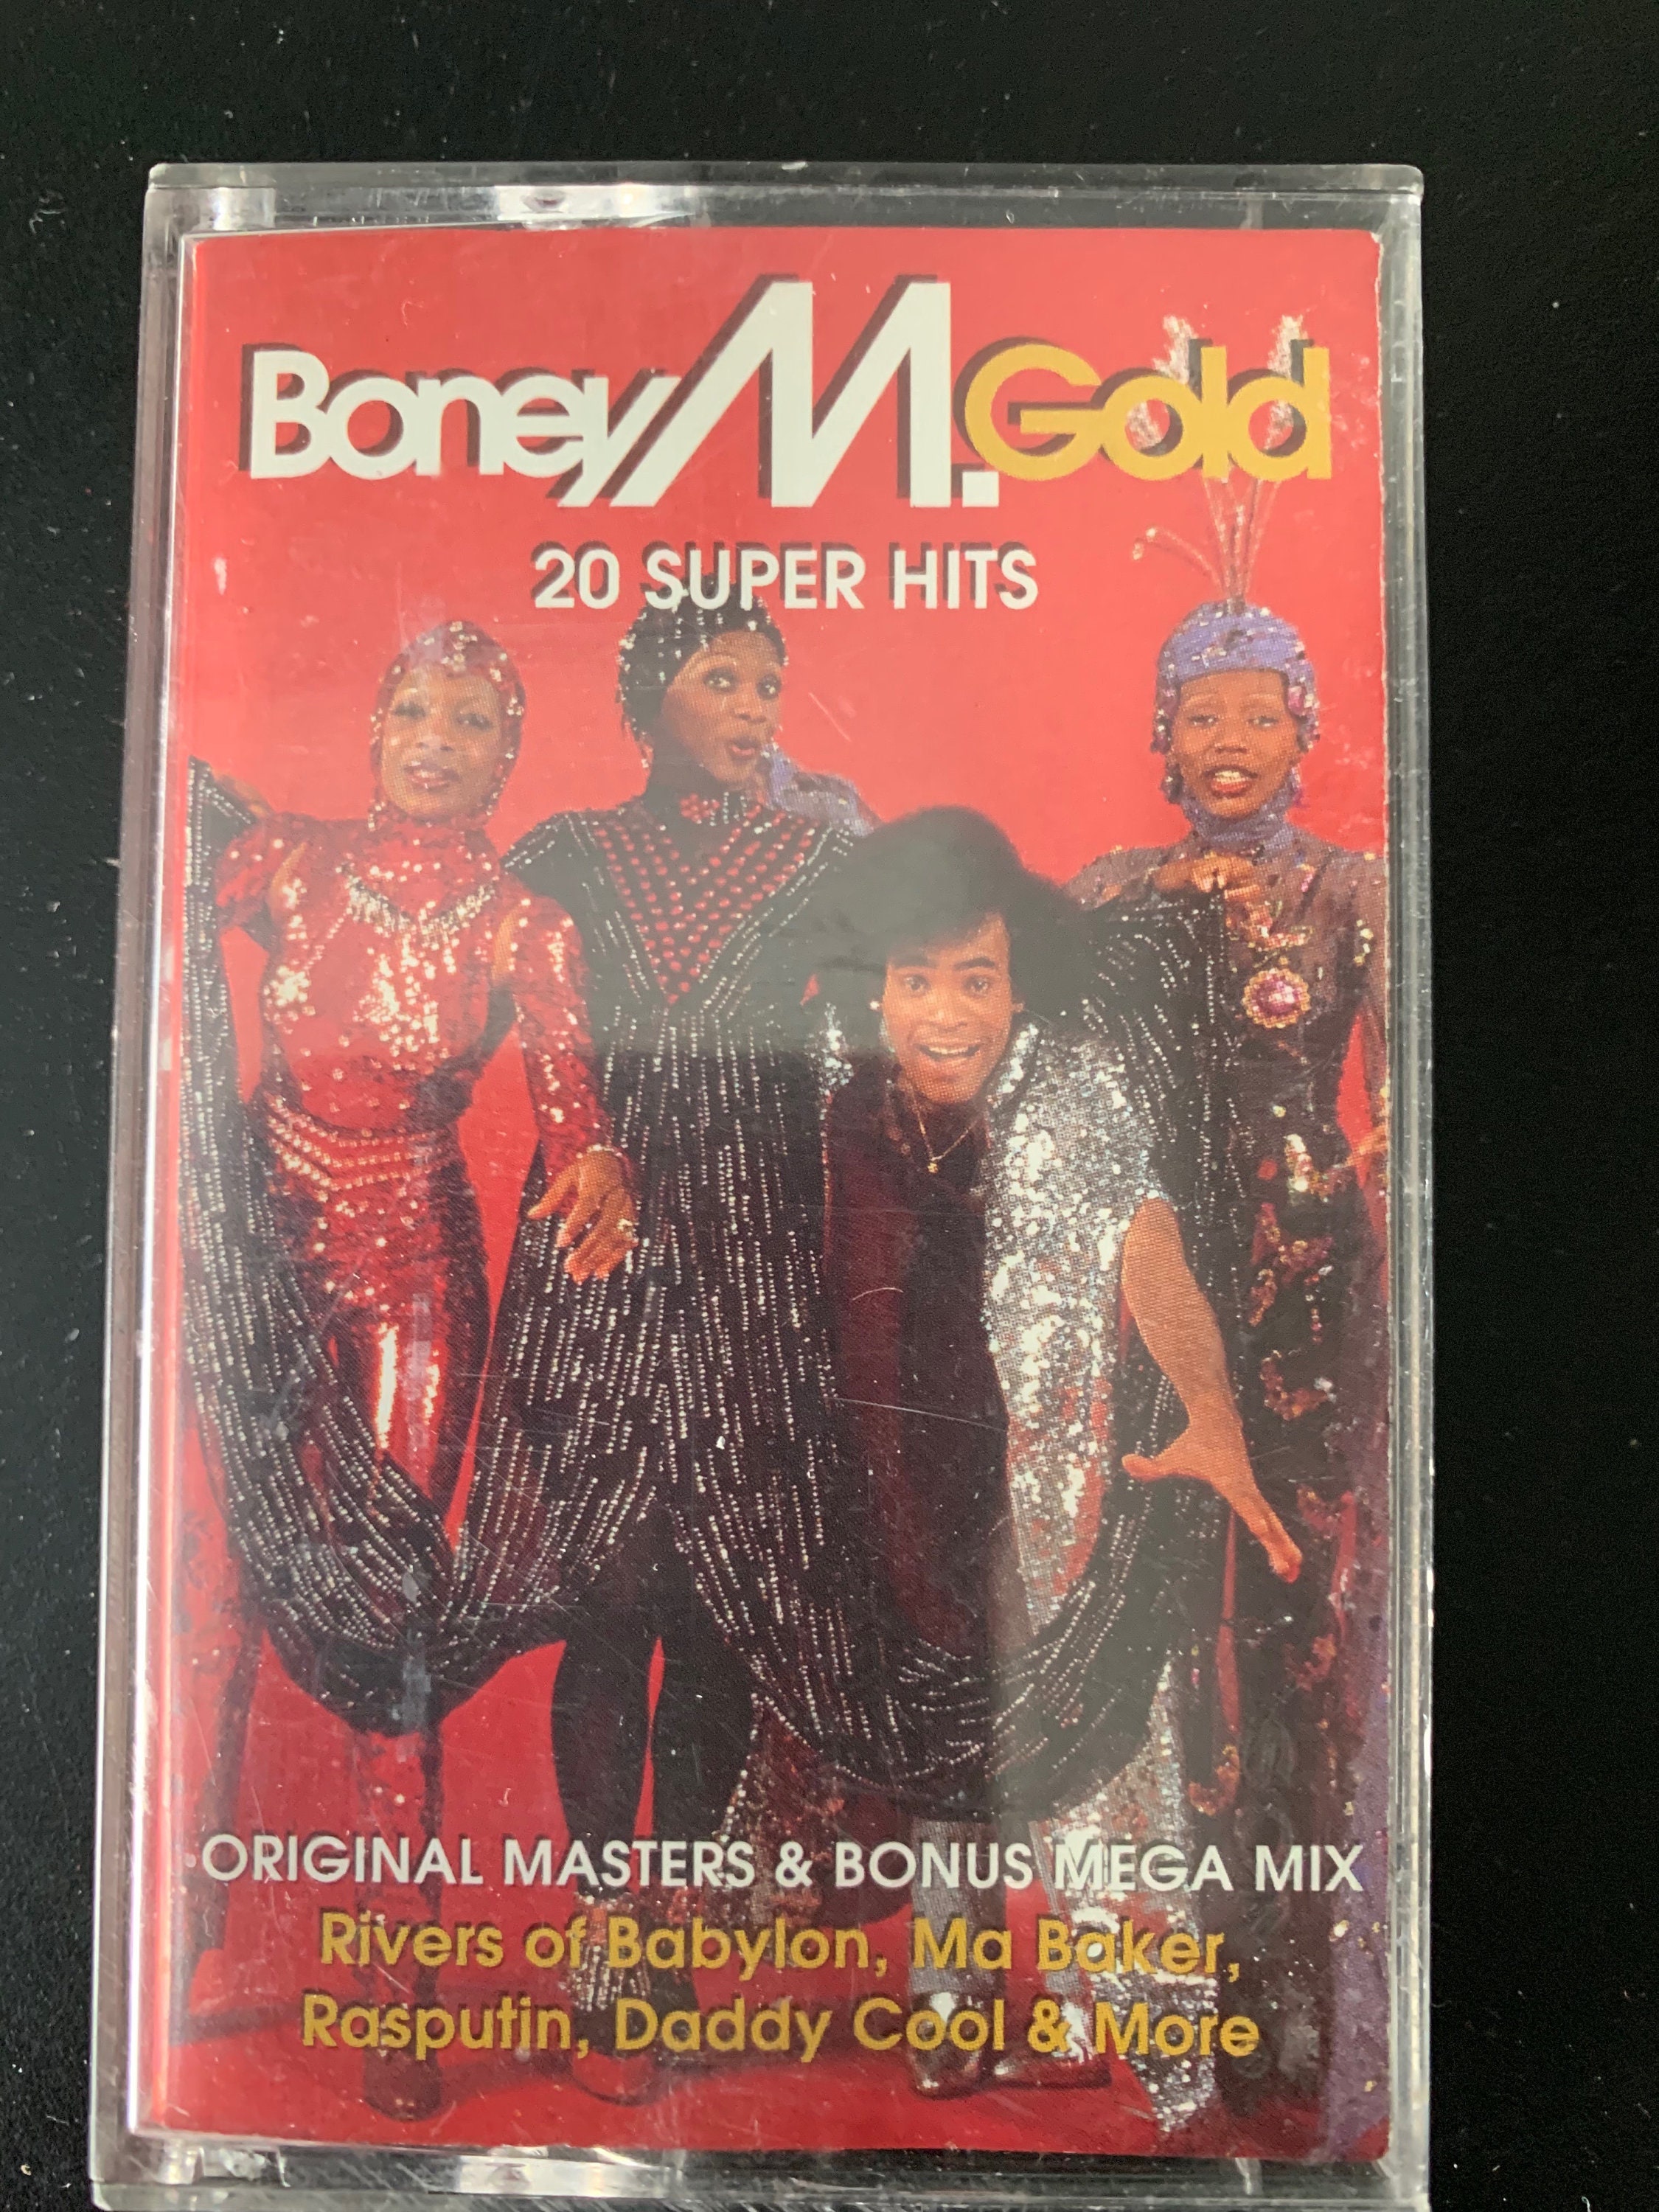 Boney M. Gold
20 SUPER HITS
ORIGINAL MASTERS & BONUS MEGA MIX
Rivers of Babylon, Ma Baker,
Rasputin, Daddy Cool & More